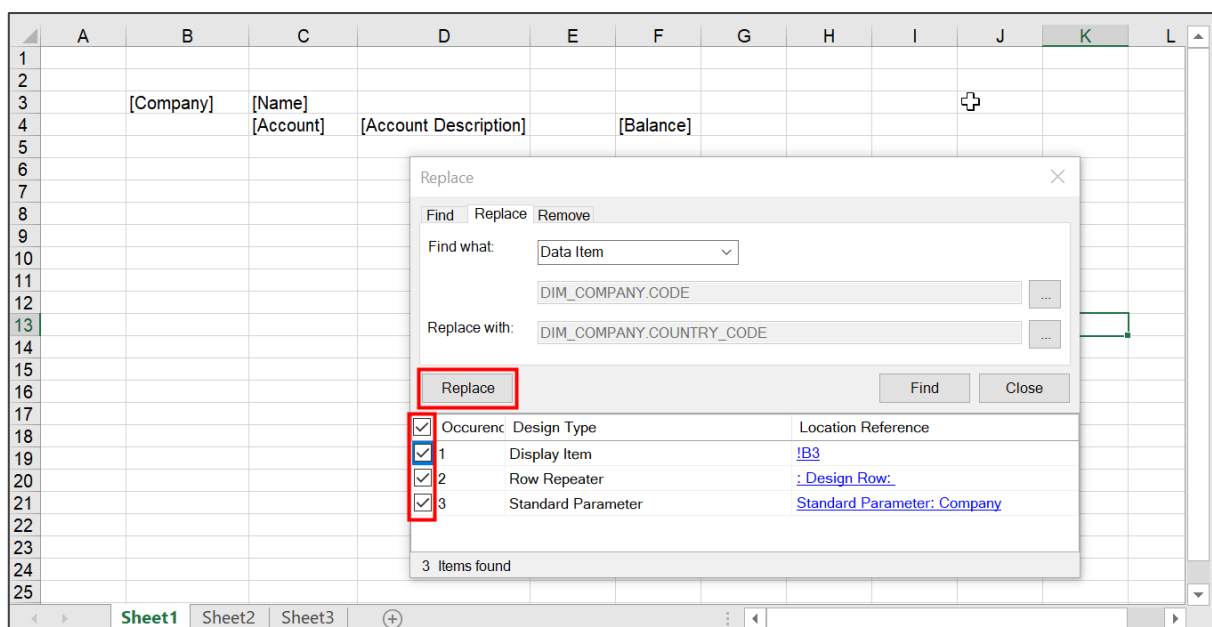 A B C D E F G H I J K L
1
2
3 [Company] [Name]
4 [Account] [Account Description] [Balance]
5
6
7
8
9
10
11
12
13
14
15
16
17
18
19
20
21
22
23
24
25
Replace
Find Replace Remove
Find what: Data Item
DIM_COMPANY.CODE ...
Replace with: DIM_COMPANY.COUNTRY_CODE ...
Replace Find Close
Occurenc Design Type Location Reference
1 Display Item !B3
2 Row Repeater : Design Row:
3 Standard Parameter Standard Parameter: Company
3 Items found
Sheet1 Sheet2 Sheet3